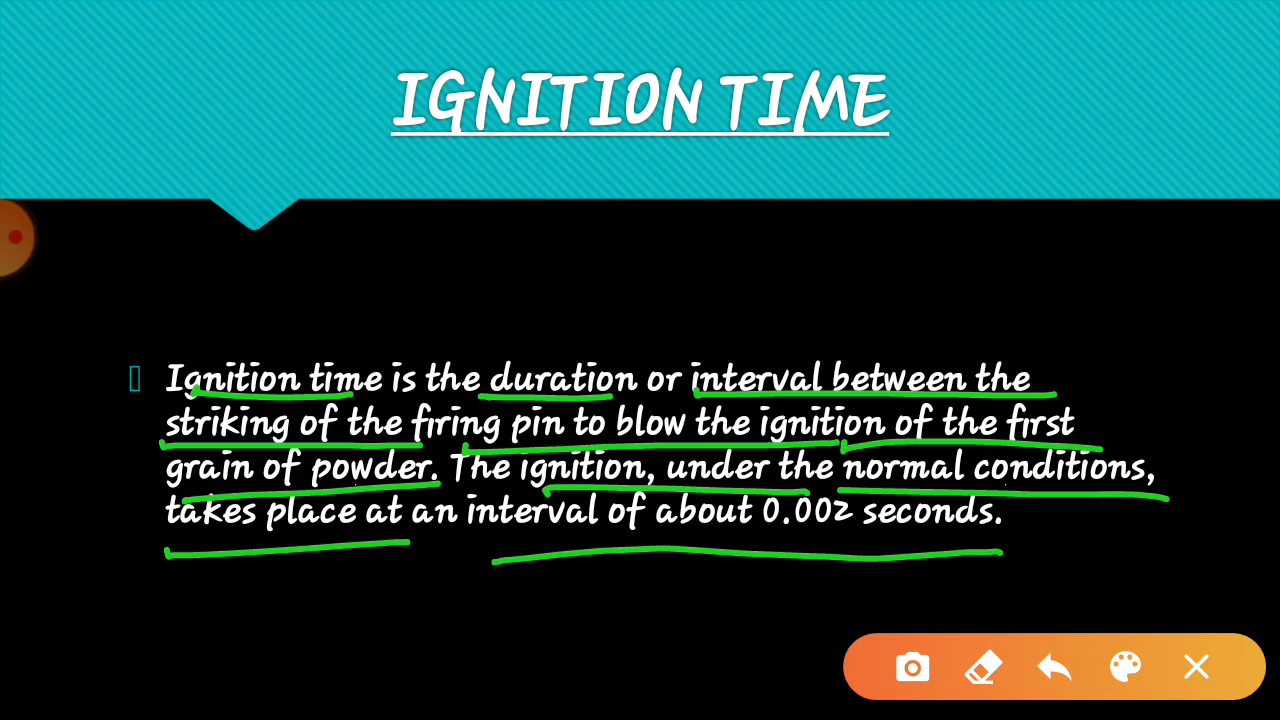 IGNITION TIME
Ignition time is the duration or interval between the
striking of the firing pin to blow the ignition of the first
grain of powder. The ignition, under the normal conditions,
takes place at an interval of about 0.002 seconds.